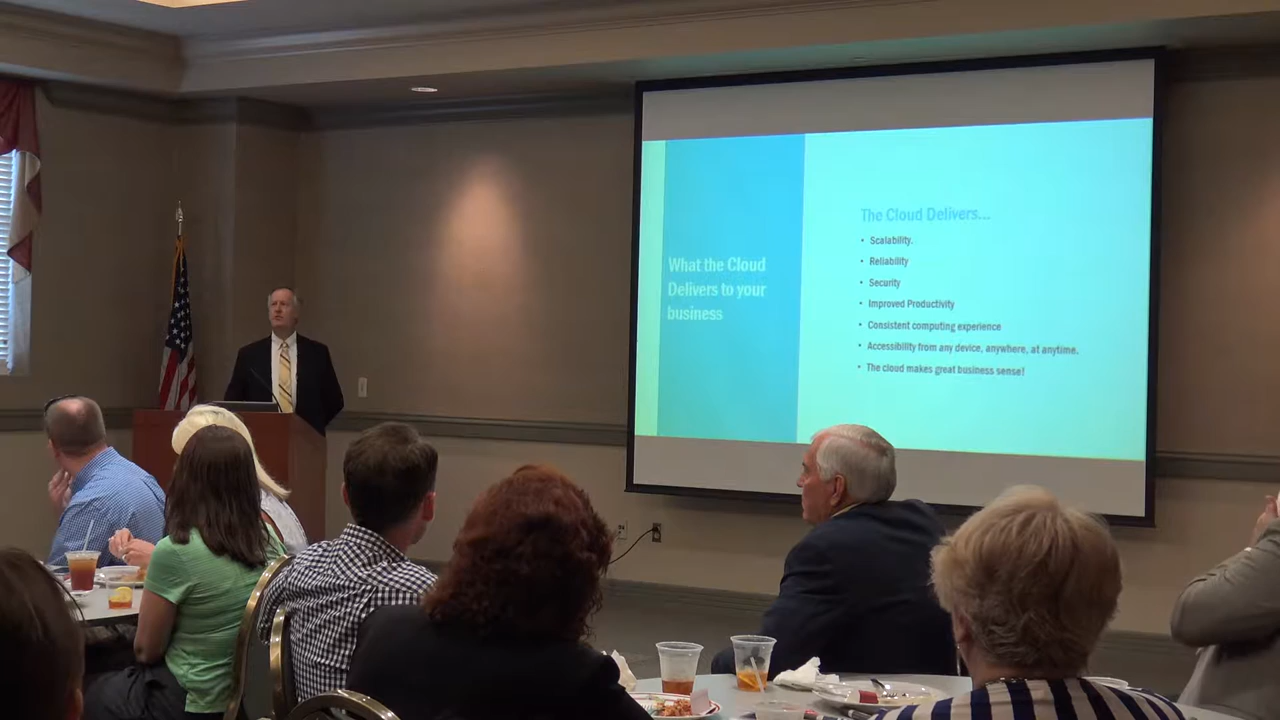 What the Cloud
Delivers to your
business
The Cloud Delivers...
• Scalability.
• Reliability
• Security
• Improved Productivity
• Consistent computing experience
• Accessibility from any device, anywhere, at anytime.
• The cloud makes great business sense!